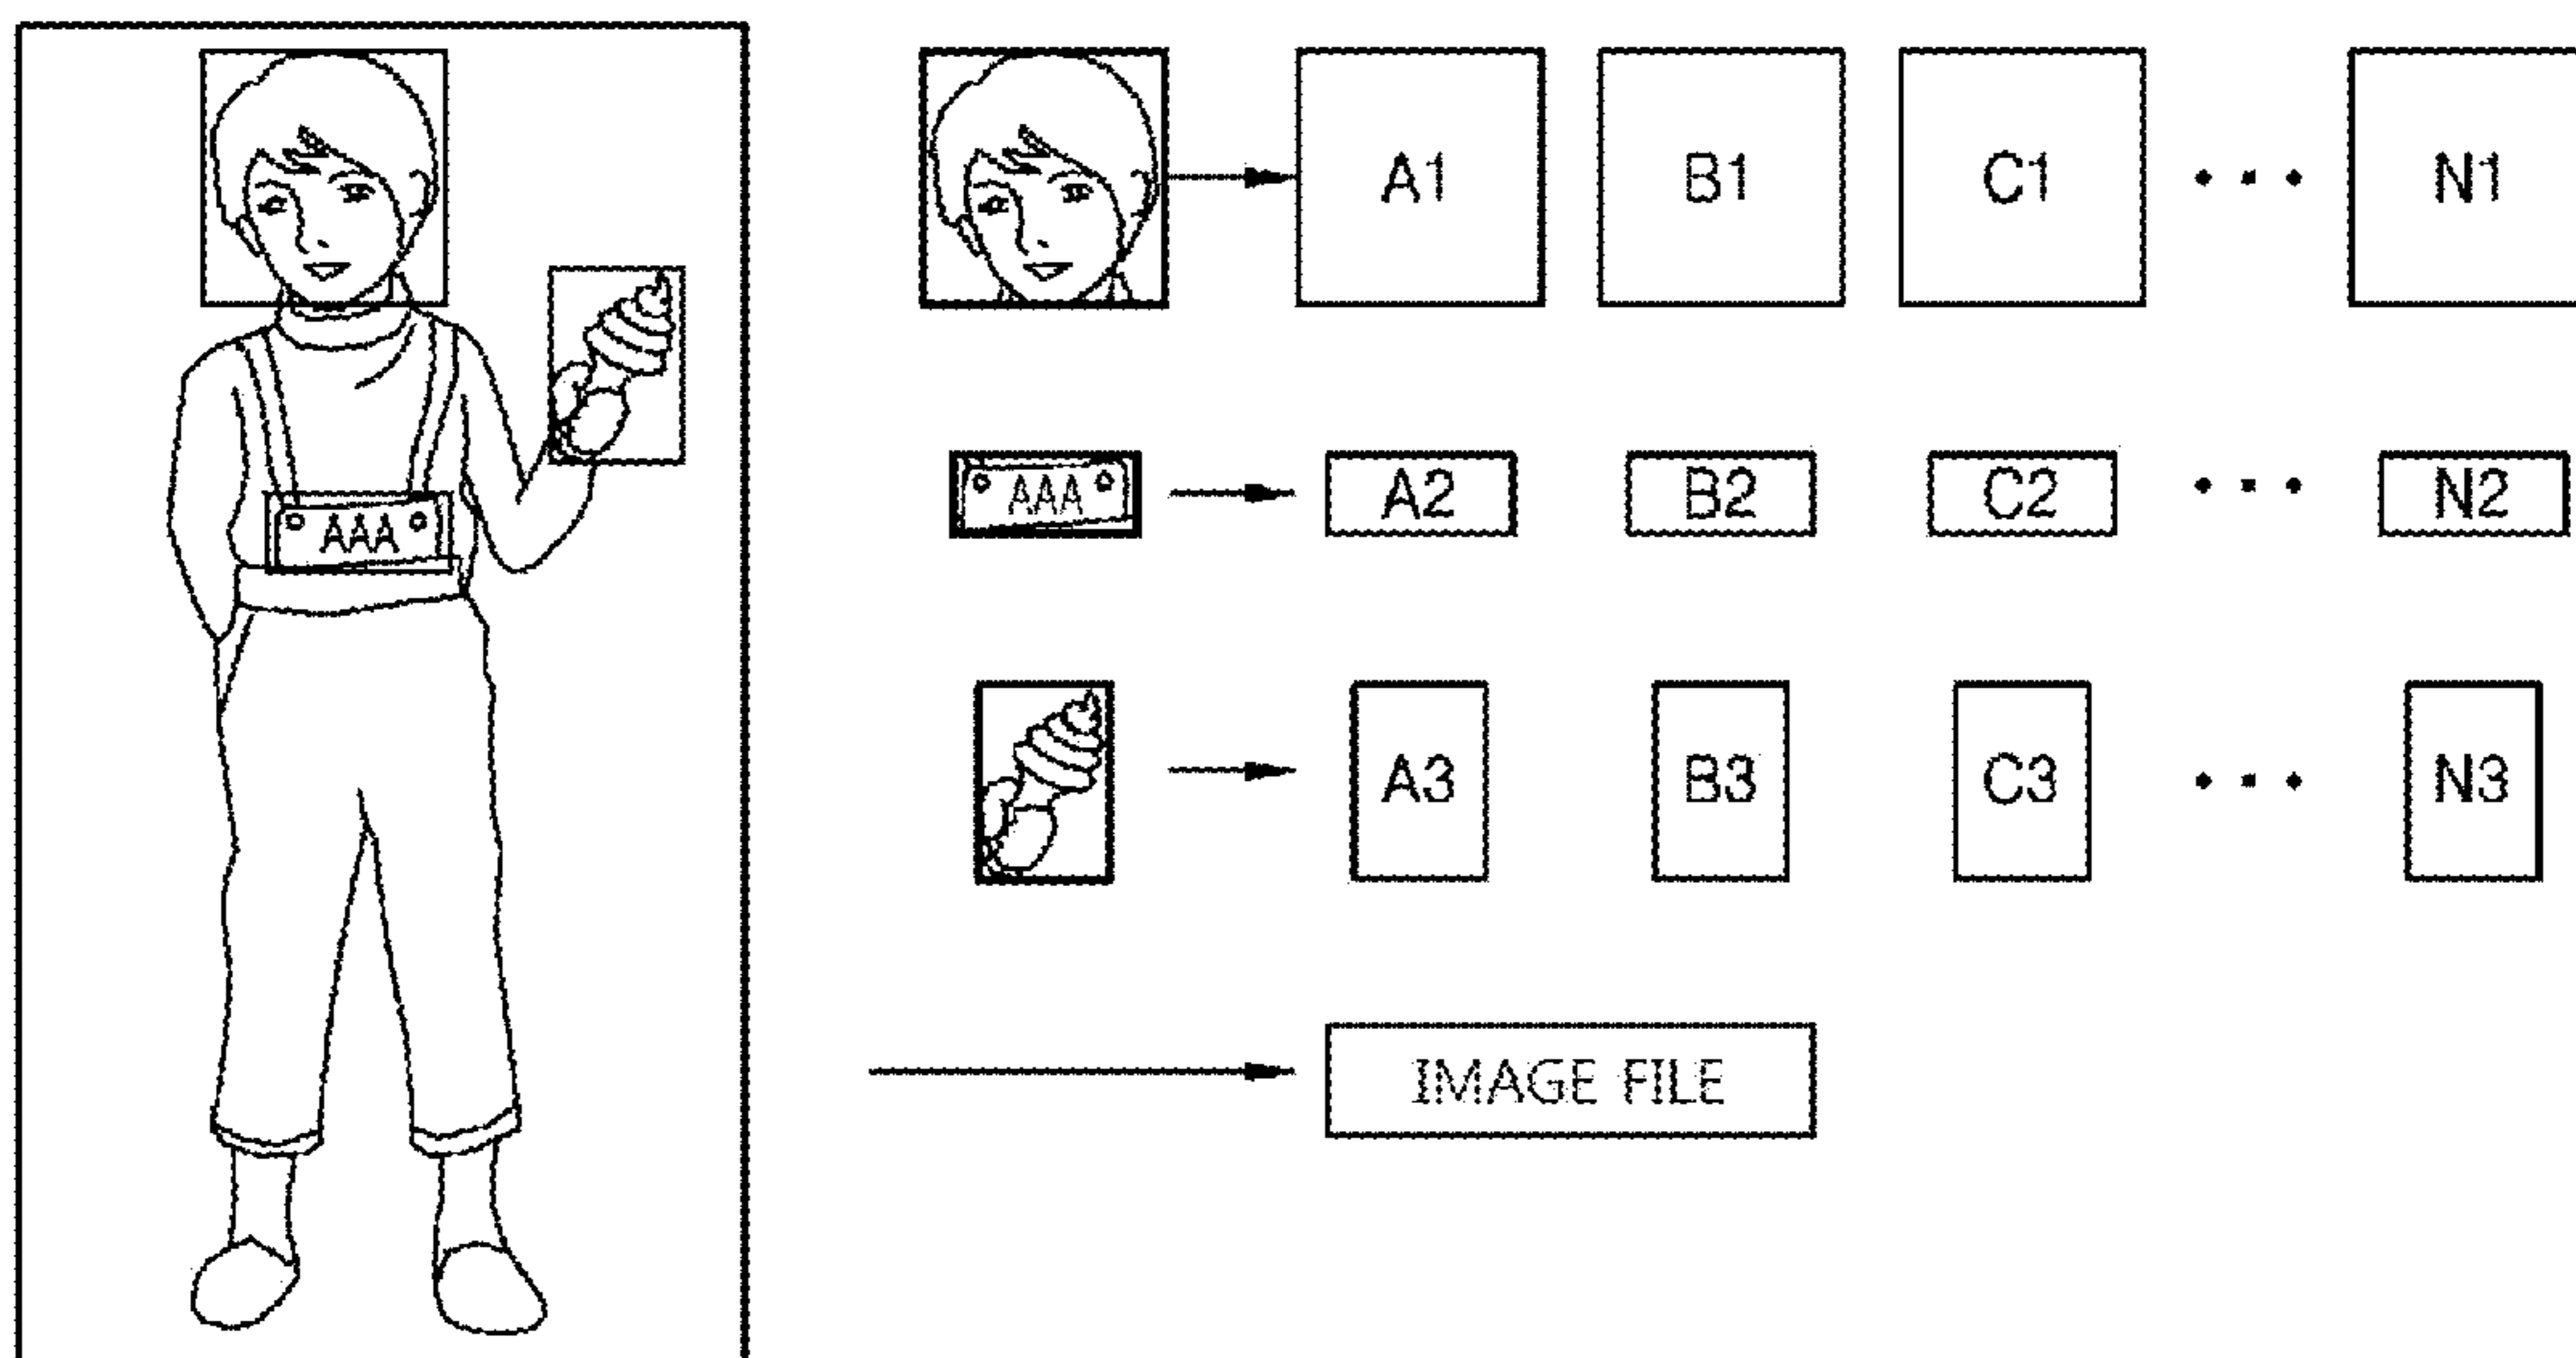 A1 B1 C1 ••• N1
AAA A2 B2 C2 ••• N2
AAA
A3 B3 C3 ••• N3
IMAGE FILE